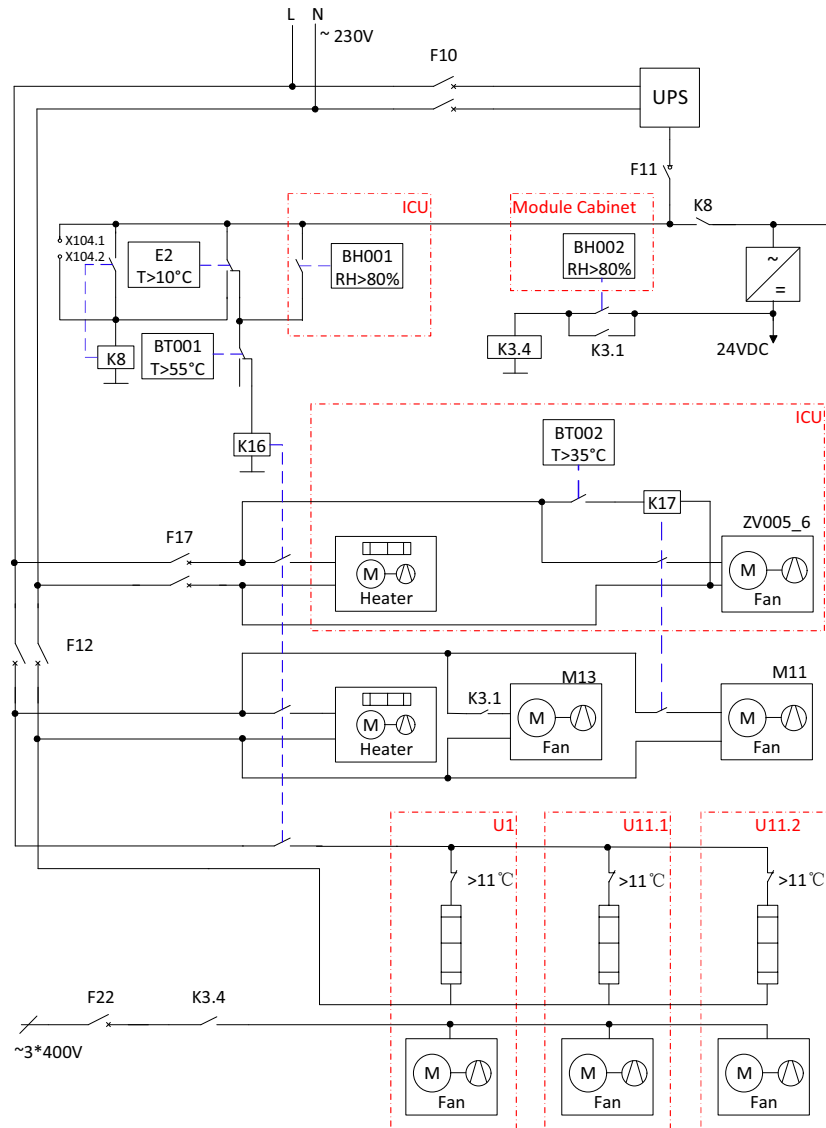 L N
~ 230V
F10
UPS
F11
ICU
Module Cabinet
K8
X104.1
X104.2
E2
T>10°C
BH001
RH>80%
BH002
RH>80%
~
=
K8
BT001
T>55°C
K3.4
K3.1
24VDC
K16
ICU
BT002
T>35°C
K17
ZV005_6
F17
M
Heater
M
Fan
F12
M13
M11
K3.1
M
Heater
M
Fan
M
Fan
U1
U11.1
U11.2
>11℃
>11℃
>11℃
F22
K3.4
~3*400V
M
Fan
M
Fan
M
Fan